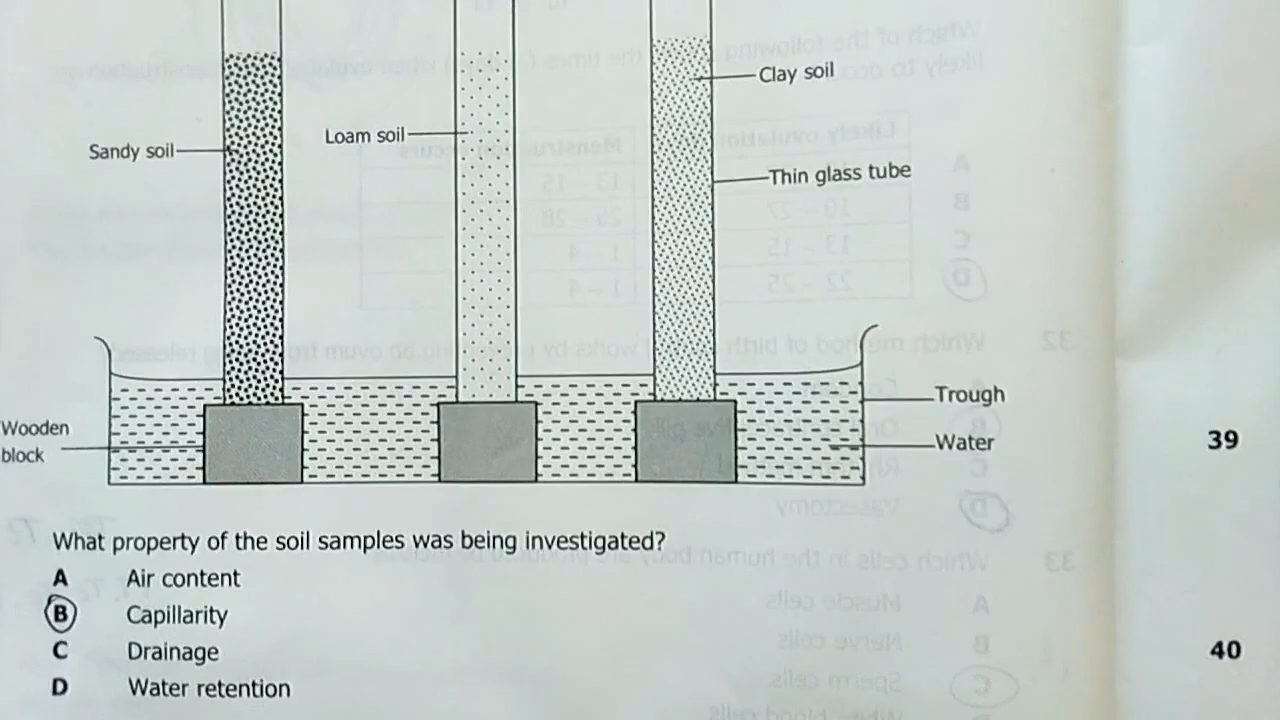 Clay soil
Loam soil
Sandy soil
Thin glass tube
Trough
Wooden
block
Water
39
What property of the soil samples was being investigated?
A Air content
B Capillarity
C Drainage
40
D Water retention